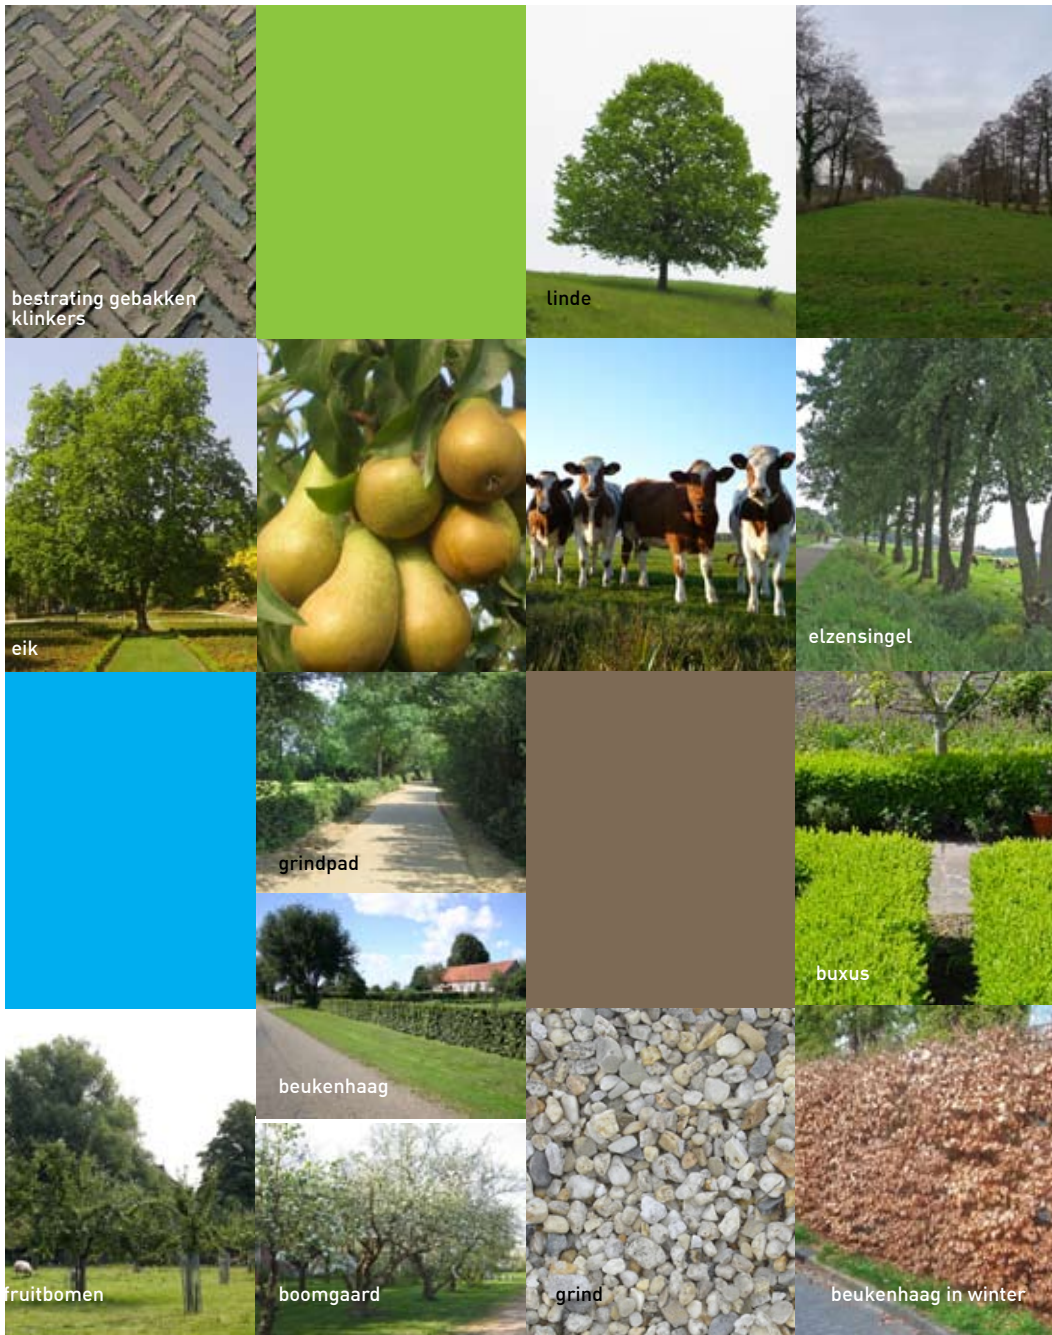 bestrating gebakken
klinkers
linde
eik
elzensingel
grindpad
buxus
beukenhaag
fruitbomen
boomgaard
grind
beukenhaag in winter